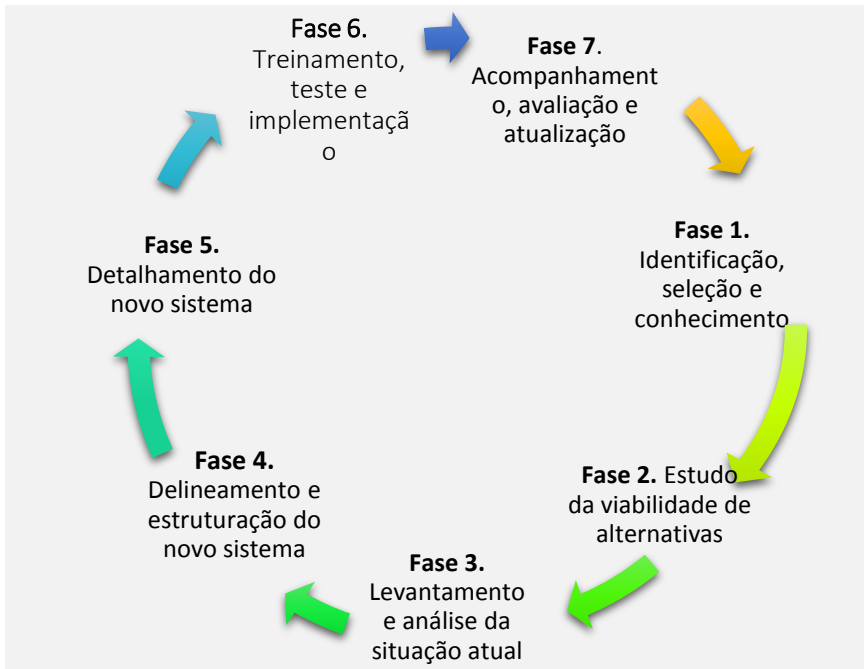 Fase 6.
Treinamento,
teste e
implementaçã
o
Fase 7.
Acompanhament
o, avaliação e
atualização
Fase 1.
Identificação,
seleção e
conhecimento
Fase 2. Estudo
da viabilidade de
alternativas
Fase 3.
Levantamento
e análise da
situação atual
Fase 4.
Delineamento e
estruturação do
novo sistema
Fase 5.
Detalhamento do
novo sistema